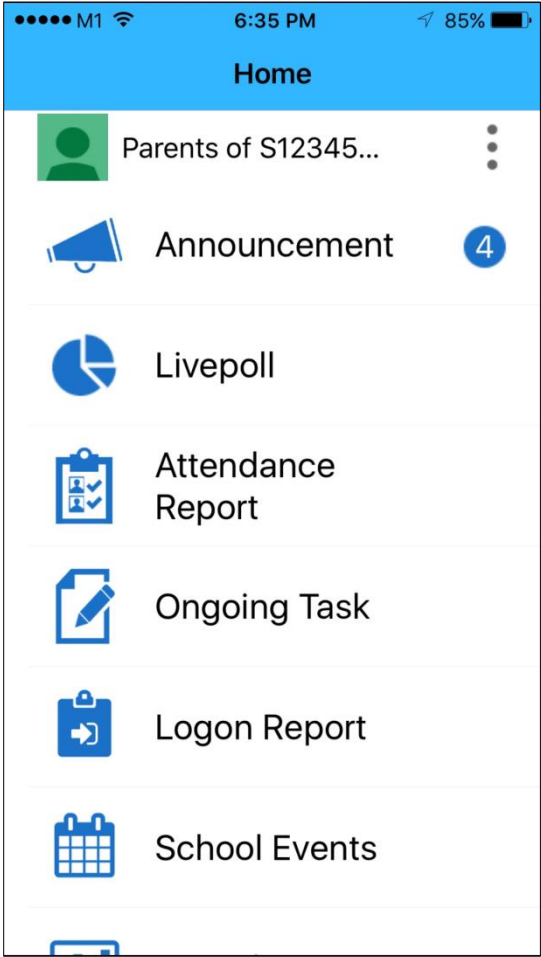 M1 6:35 PM 85%
Home
Parents of S12345...
Announcement 4
Livepoll
Attendance
Report
Ongoing Task
Logon Report
School Events